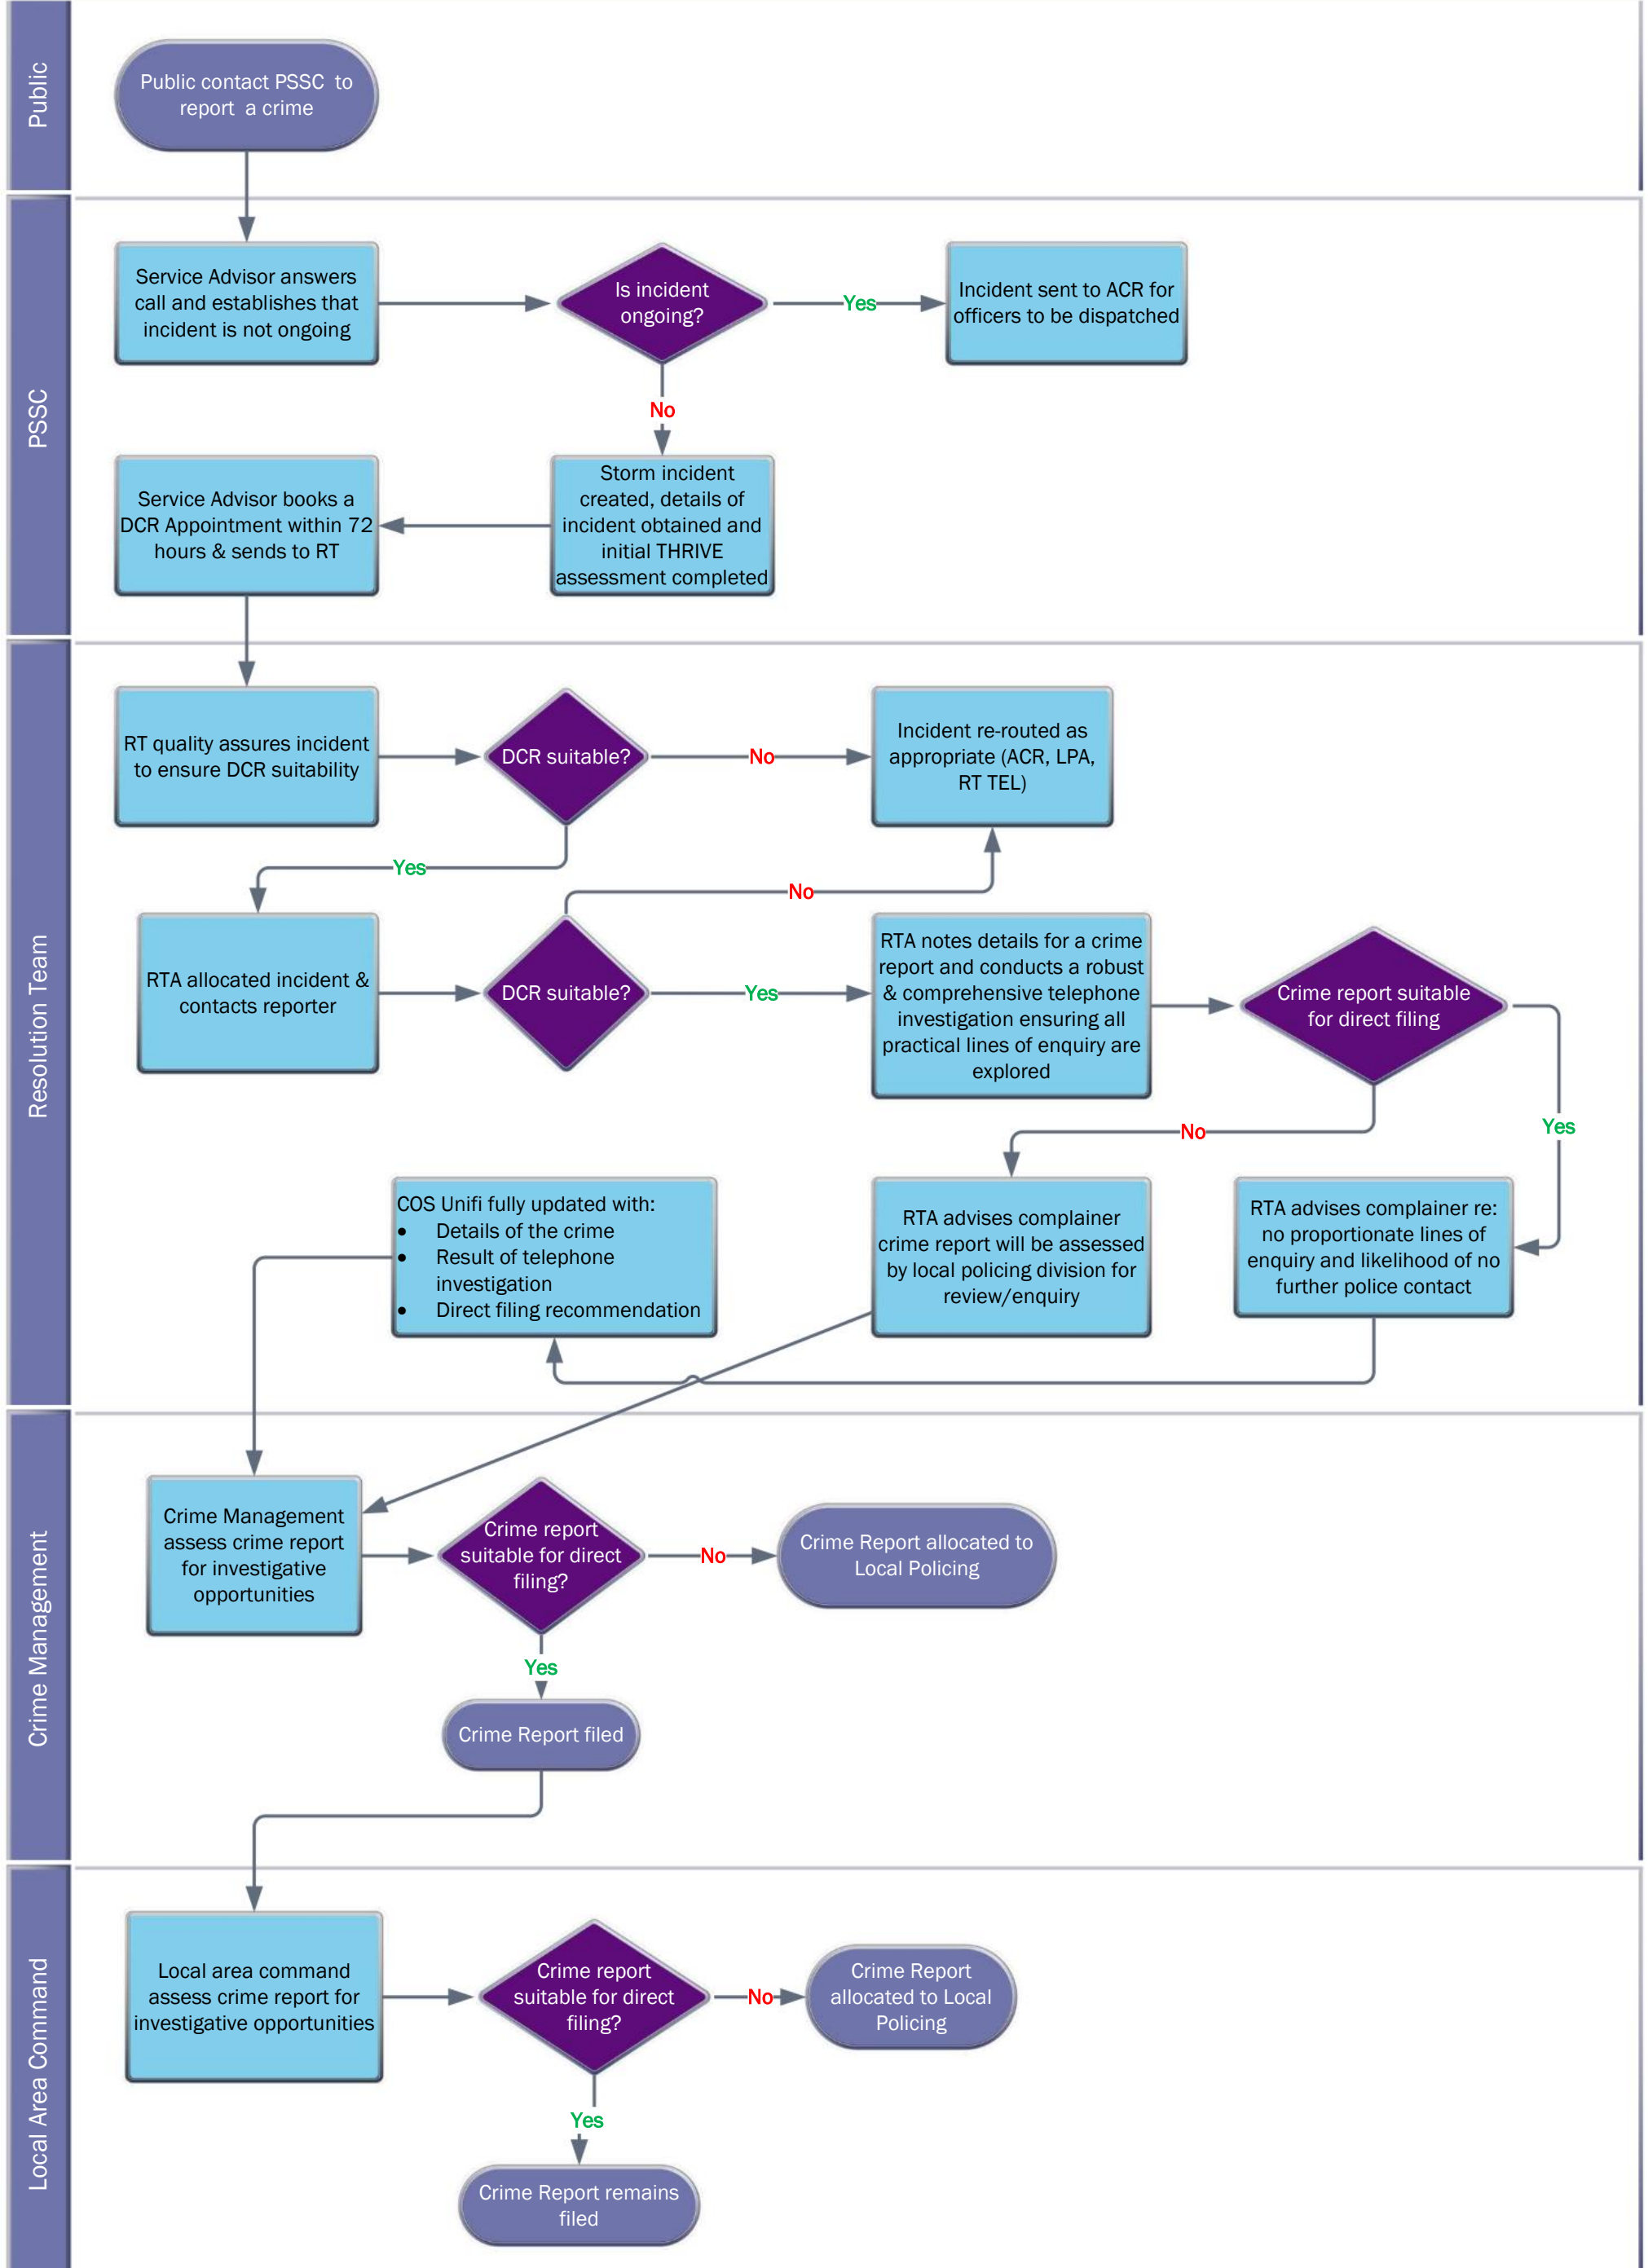 Public
Public contact PSSC to
report a crime
PSSC
Service Advisor answers
call and establishes that
incident is not ongoing
Is incident
ongoing?
Yes
Incident sent to ACR for
officers to be dispatched
No
Service Advisor books a
DCR Appointment within 72
hours & sends to RT
Storm incident
created, details of
incident obtained and
initial THRIVE
assessment completed
Resolution Team
RT quality assures incident
to ensure DCR suitability
DCR suitable?
No
Incident re-routed as
appropriate (ACR, LPA,
RT TEL)
Yes
No
RTA allocated incident &
contacts reporter
DCR suitable?
Yes
RTA notes details for a crime
report and conducts a robust
& comprehensive telephone
investigation ensuring all
practical lines of enquiry are
explored
Crime report suitable
for direct filing
No
Yes
COS Unifi fully updated with:
• Details of the crime
• Result of telephone
investigation
• Direct filing recommendation
RTA advises complainer
crime report will be assessed
by local policing division for
review/enquiry
RTA advises complainer re:
no proportionate lines of
enquiry and likelihood of no
further police contact
Crime Management
Crime Management
assess crime report
for investigative
opportunities
Crime report
suitable for direct
filing?
No
Crime Report allocated to
Local Policing
Yes
Crime Report filed
Local Area Command
Local area command
assess crime report for
investigative opportunities
Crime report
suitable for direct
filing?
No
Crime Report
allocated to Local
Policing
Yes
Crime Report remains
filed